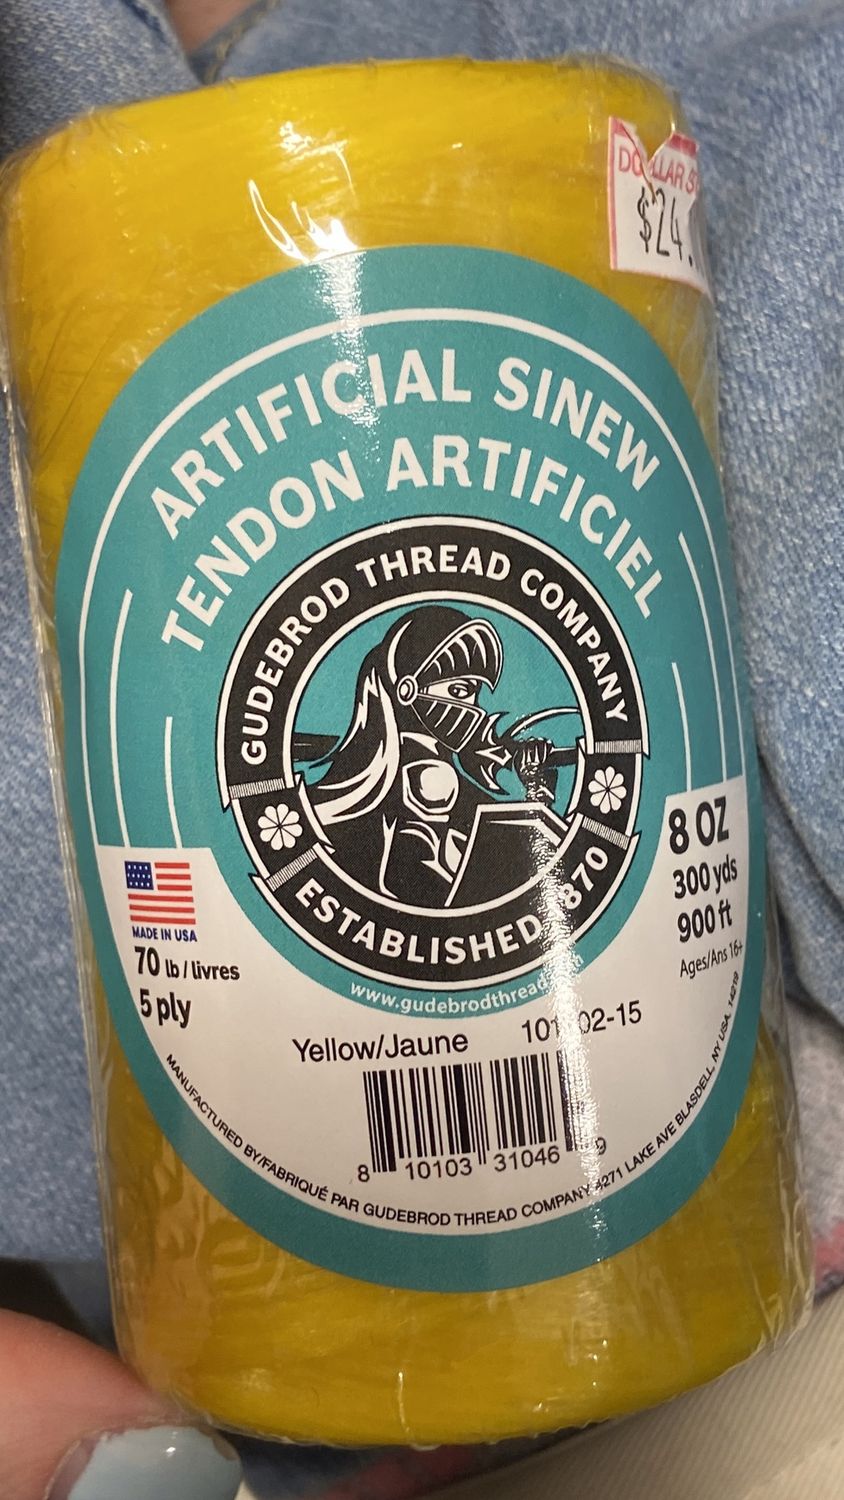 $24.
ARTIFICIAL SINEW
TENDON ARTIFICIEL
GUDEBROD THREAD COMPANY
ESTABLISHED
8 OZ
300 yds
900 ft
Ages/Ans 16+
MADE IN USA
70 lb / livres
5 ply
Yellow/Jaune
8 10103 31046 9
MANUFACTURED BY/FABRIQUÉ PAR GUDEBROD THREAD COMPANY 4271 LAKE AVE BLASDELL, NY USA, 14219